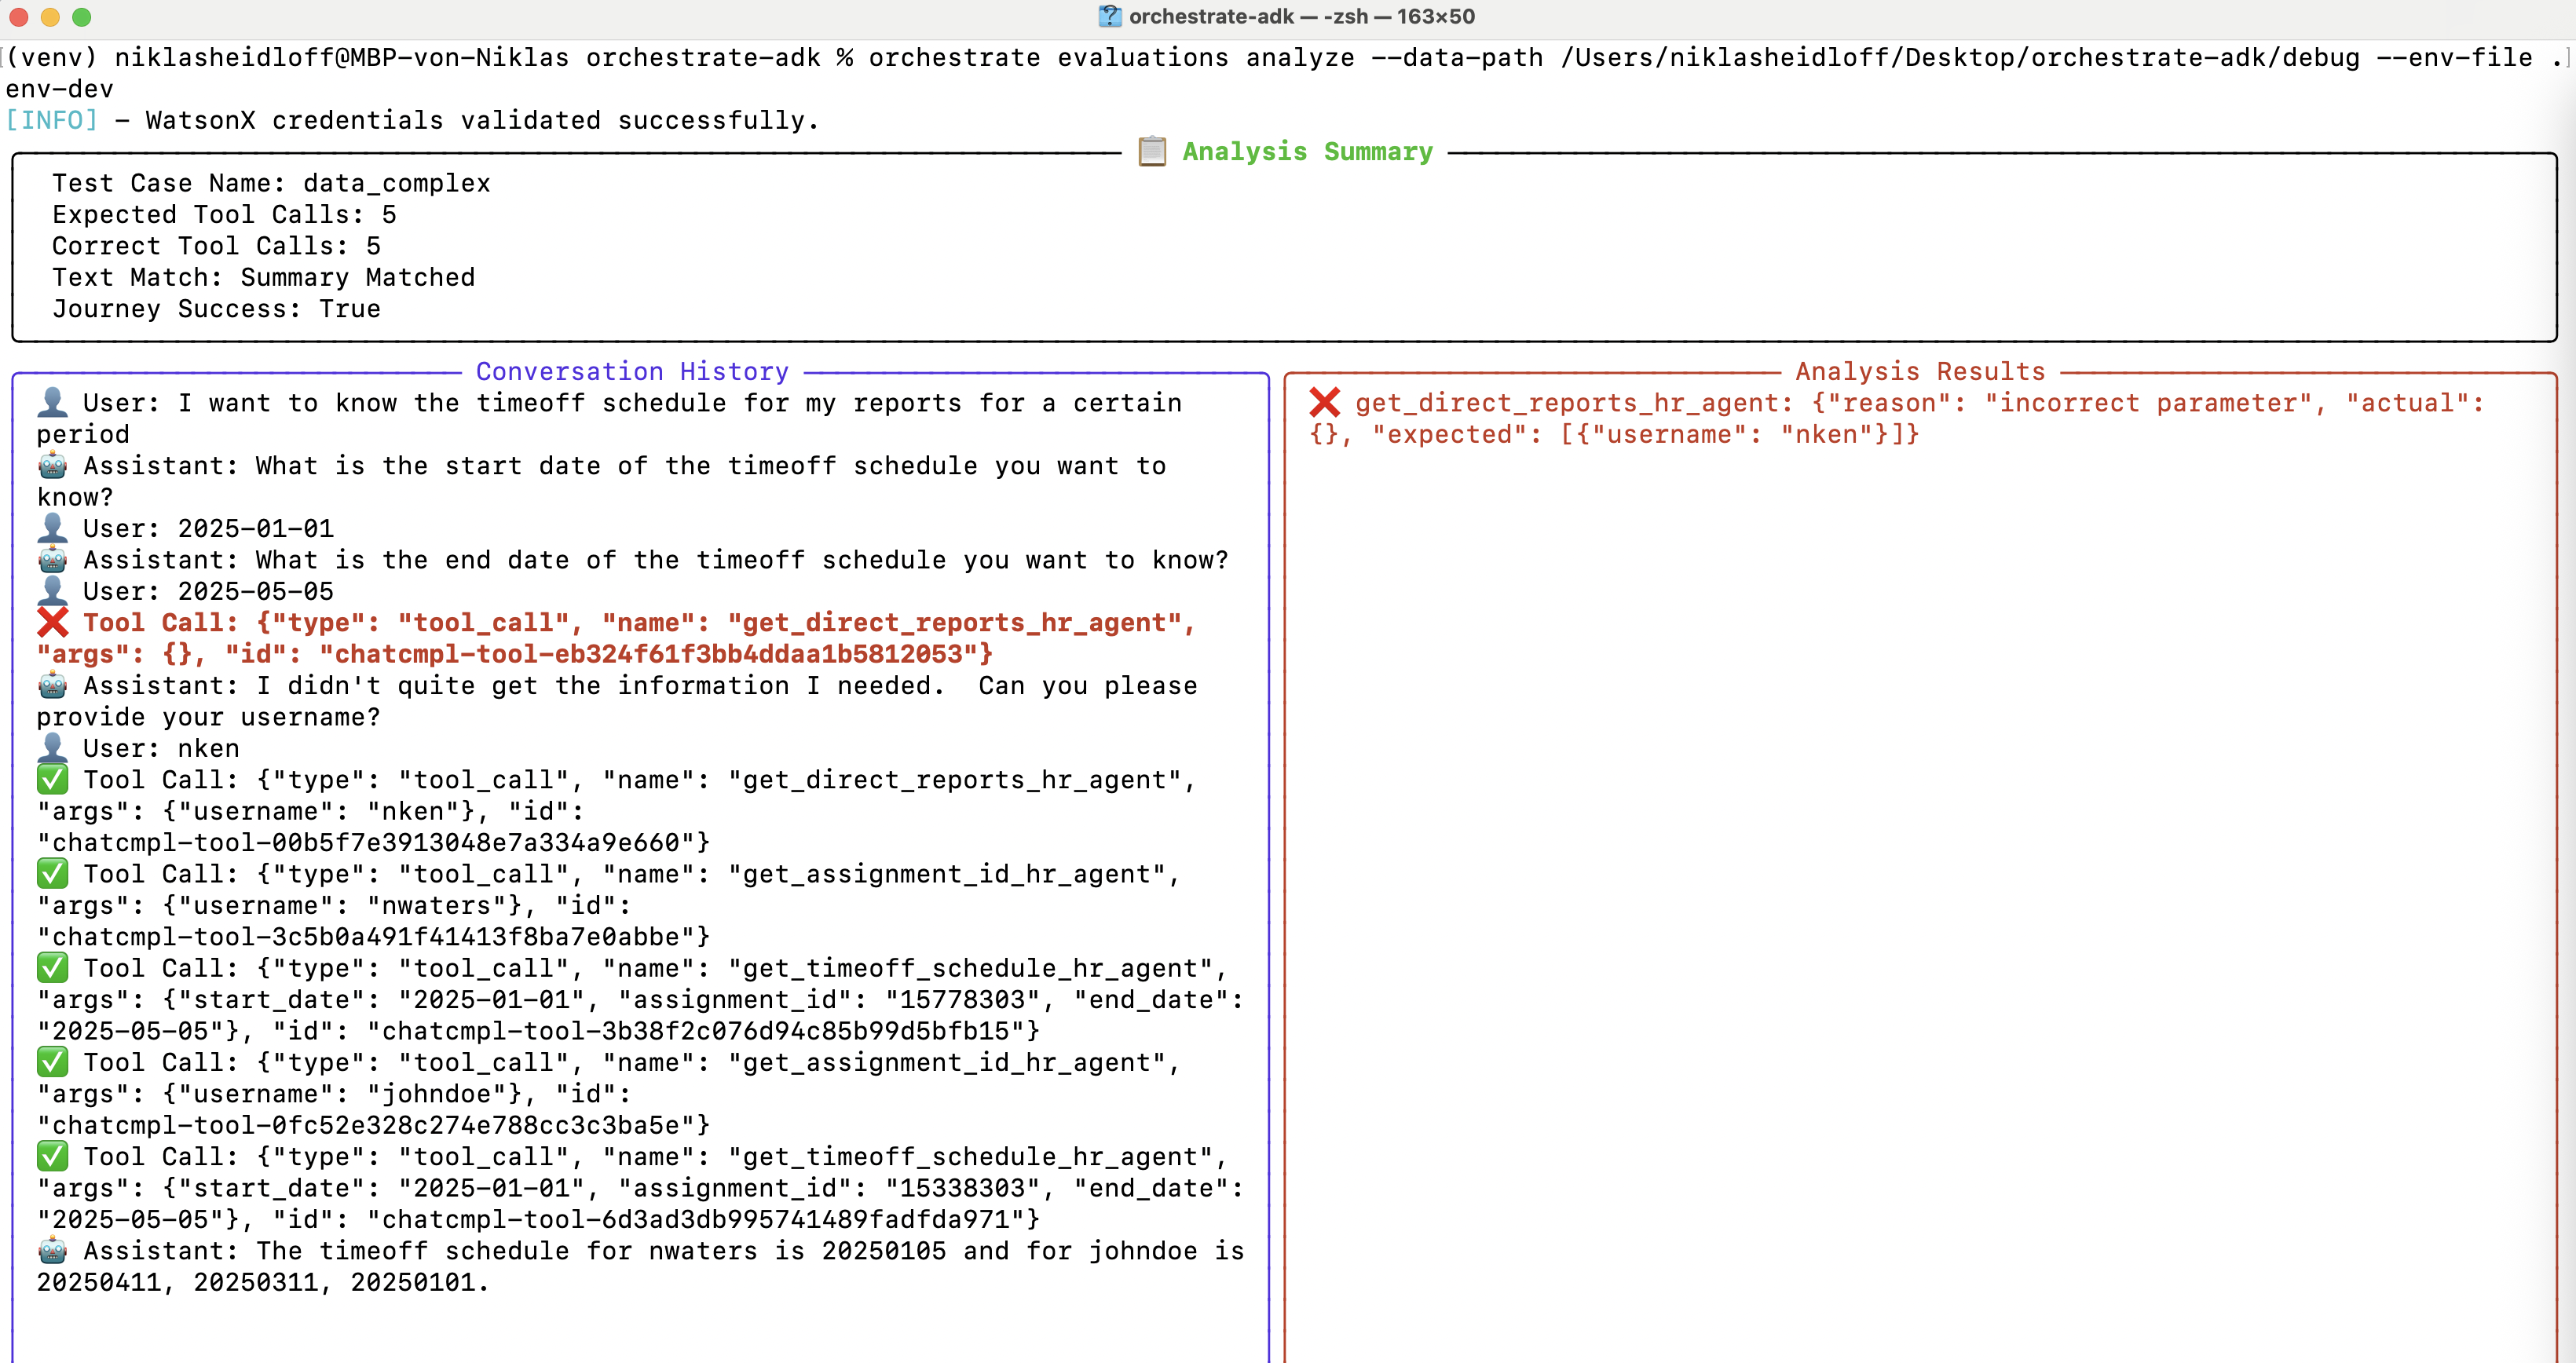 orchestrate-adk — -zsh — 163×50
(venv) niklasheidloff@MBP-von-Niklas orchestrate-adk % orchestrate evaluations analyze --data-path /Users/niklasheidloff/Desktop/orchestrate-adk/debug --env-file .
env-dev
[INFO] - WatsonX credentials validated successfully.
Analysis Summary
Test Case Name: data_complex
Expected Tool Calls: 5
Correct Tool Calls: 5
Text Match: Summary Matched
Journey Success: True
Conversation History
User: I want to know the timeoff schedule for my reports for a certain
period
Assistant: What is the start date of the timeoff schedule you want to
know?
User: 2025-01-01
Assistant: What is the end date of the timeoff schedule you want to know?
User: 2025-05-05
Tool Call: {"type": "tool_call", "name": "get_direct_reports_hr_agent",
"args": {}, "id": "chatcmpl-tool-eb324f61f3bb4ddaa1b5812053"}
Assistant: I didn't quite get the information I needed.  Can you please
provide your username?
User: nken
Tool Call: {"type": "tool_call", "name": "get_direct_reports_hr_agent",
"args": {"username": "nken"}, "id":
"chatcmpl-tool-00b5f7e3913048e7a334a9e660"}
Tool Call: {"type": "tool_call", "name": "get_assignment_id_hr_agent",
"args": {"username": "nwaters"}, "id":
"chatcmpl-tool-3c5b0a491f41413f8ba7e0abbe"}
Tool Call: {"type": "tool_call", "name": "get_timeoff_schedule_hr_agent",
"args": {"start_date": "2025-01-01", "assignment_id": "15778303", "end_date":
"2025-05-05"}, "id": "chatcmpl-tool-3b38f2c076d94c85b99d5bfb15"}
Tool Call: {"type": "tool_call", "name": "get_assignment_id_hr_agent",
"args": {"username": "johndoe"}, "id":
"chatcmpl-tool-0fc52e328c274e788cc3c3ba5e"}
Tool Call: {"type": "tool_call", "name": "get_timeoff_schedule_hr_agent",
"args": {"start_date": "2025-01-01", "assignment_id": "15338303", "end_date":
"2025-05-05"}, "id": "chatcmpl-tool-6d3ad3db995741489fadfda971"}
Assistant: The timeoff schedule for nwaters is 20250105 and for johndoe is
20250411, 20250311, 20250101.
Analysis Results
get_direct_reports_hr_agent: {"reason": "incorrect parameter", "actual":
{}, "expected": [{"username": "nken"}]}